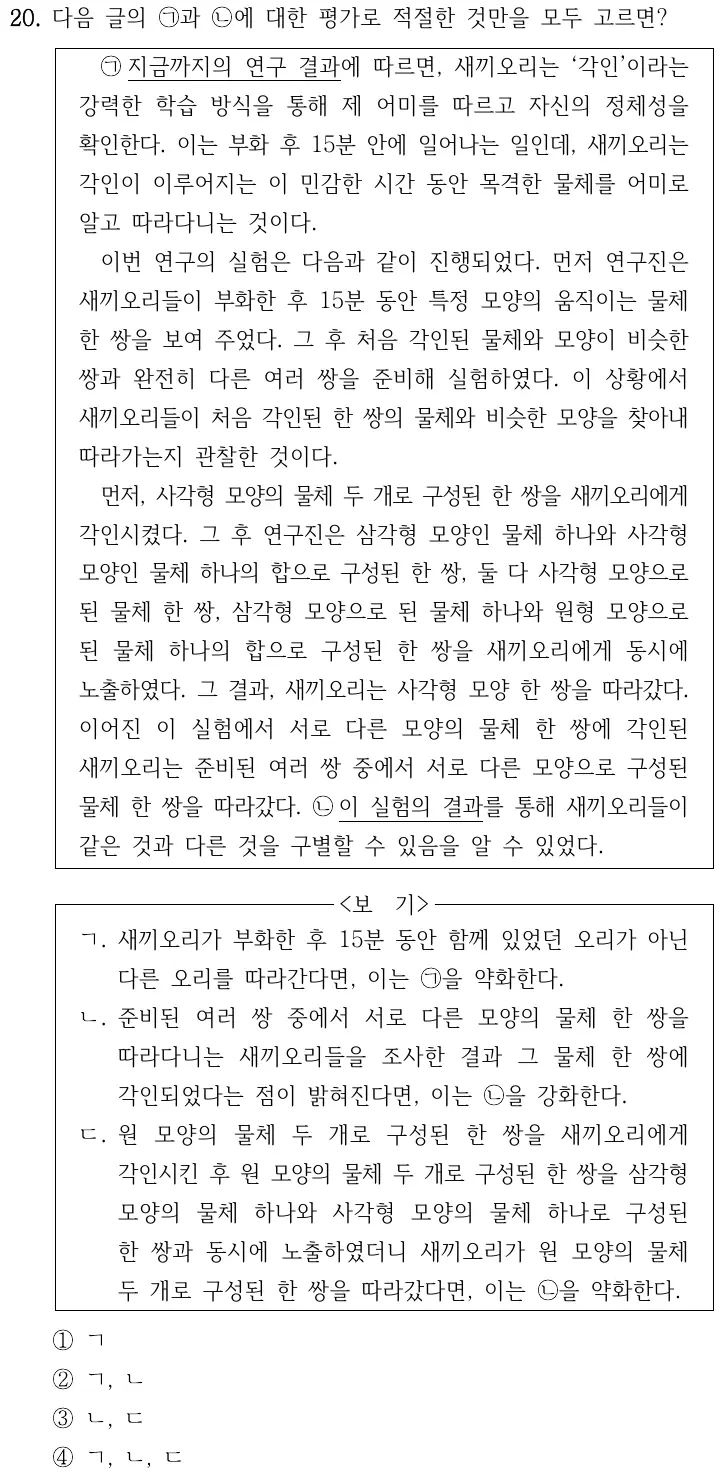 20. 다음 글의 ㉠과 ㉡에 대한 평가로 적절한 것만을 모두 고르면?
㉠ 지금까지의 연구 결과에 따르면, 새끼오리는 ‘각인’이라는
강력한 학습 방식을 통해 제 어미를 따르고 자신의 정체성을
확인한다. 이는 부화 후 15분 안에 일어나는 일인데, 새끼오리는
각인이 이루어지는 이 민감한 시간 동안 목격한 물체를 어미로
알고 따라다니는 것이다.
이번 연구의 실험은 다음과 같이 진행되었다. 먼저 연구진은
새끼오리들이 부화한 후 15분 동안 특정 모양의 움직이는 물체
한 쌍을 보여 주었다. 그 후 처음 각인된 물체와 모양이 비슷한
쌍과 완전히 다른 여러 쌍을 준비해 실험하였다. 이 상황에서
새끼오리들이 처음 각인된 한 쌍의 물체와 비슷한 모양을 찾아내
따라가는지 관찰한 것이다.
먼저, 사각형 모양의 물체 두 개로 구성된 한 쌍을 새끼오리에게
각인시켰다. 그 후 연구진은 삼각형 모양인 물체 하나와 사각형
모양인 물체 하나의 합으로 구성된 한 쌍, 둘 다 사각형 모양으로
된 물체 한 쌍, 삼각형 모양으로 된 물체 하나와 원형 모양으로
된 물체 하나의 합으로 구성된 한 쌍을 새끼오리에게 동시에
노출하였다. 그 결과, 새끼오리는 사각형 모양 한 쌍을 따라갔다.
이어진 이 실험에서 서로 다른 모양의 물체 한 쌍에 각인된
새끼오리는 준비된 여러 쌍 중에서 서로 다른 모양으로 구성된
물체 한 쌍을 따라갔다. ㉡ 이 실험의 결과를 통해 새끼오리들이
같은 것과 다른 것을 구별할 수 있음을 알 수 있었다.
<보 기>
ㄱ. 새끼오리가 부화한 후 15분 동안 함께 있었던 오리가 아닌
다른 오리를 따라간다면, 이는 ㉠을 약화한다.
ㄴ. 준비된 여러 쌍 중에서 서로 다른 모양의 물체 한 쌍을
따라다니는 새끼오리들을 조사한 결과 그 물체 한 쌍에
각인되었다는 점이 밝혀진다면, 이는 ㉡을 강화한다.
ㄷ. 원 모양의 물체 두 개로 구성된 한 쌍을 새끼오리에게
각인시킨 후 원 모양의 물체 두 개로 구성된 한 쌍을 삼각형
모양의 물체 하나와 사각형 모양의 물체 하나로 구성된
한 쌍과 동시에 노출하였더니 새끼오리가 원 모양의 물체
두 개로 구성된 한 쌍을 따라갔다면, 이는 ㉡을 약화한다.
① ㄱ
② ㄱ, ㄴ
③ ㄴ, ㄷ
④ ㄱ, ㄴ, ㄷ